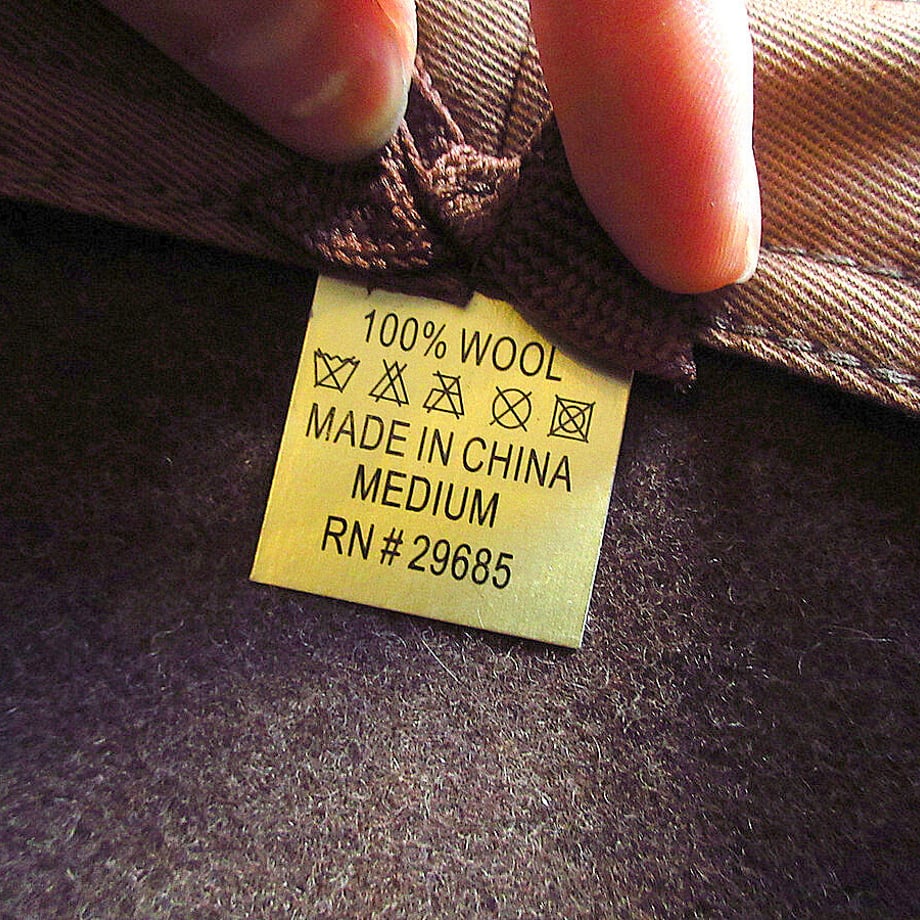 100% WOOL
MADE IN CHINA
MEDIUM
RN # 29685